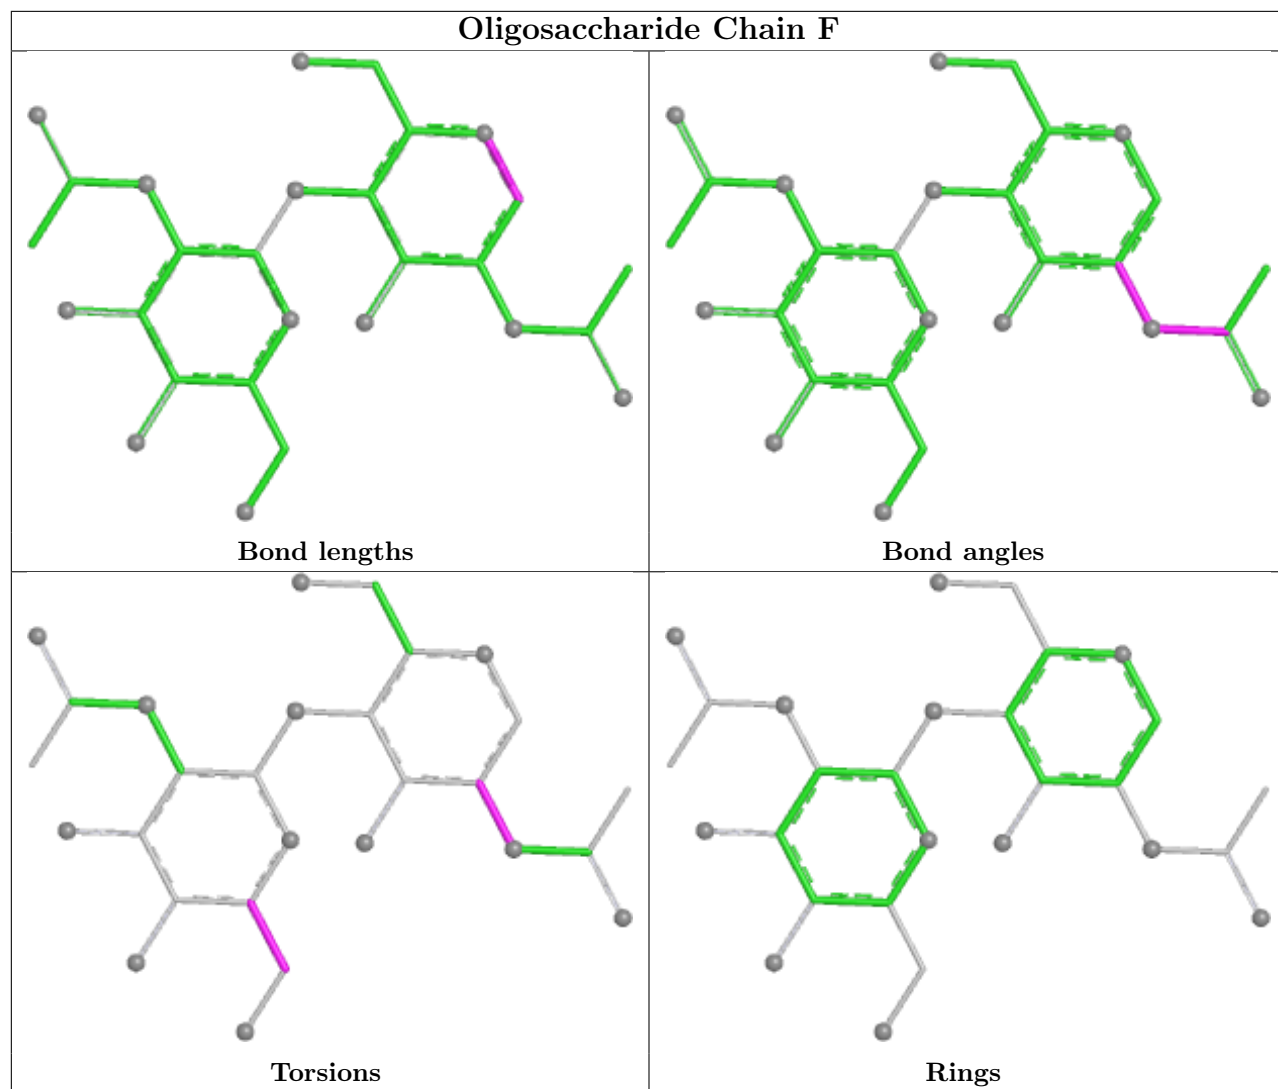 Oligosaccharide Chain F
Bond lengths
Bond angles
Torsions
Rings